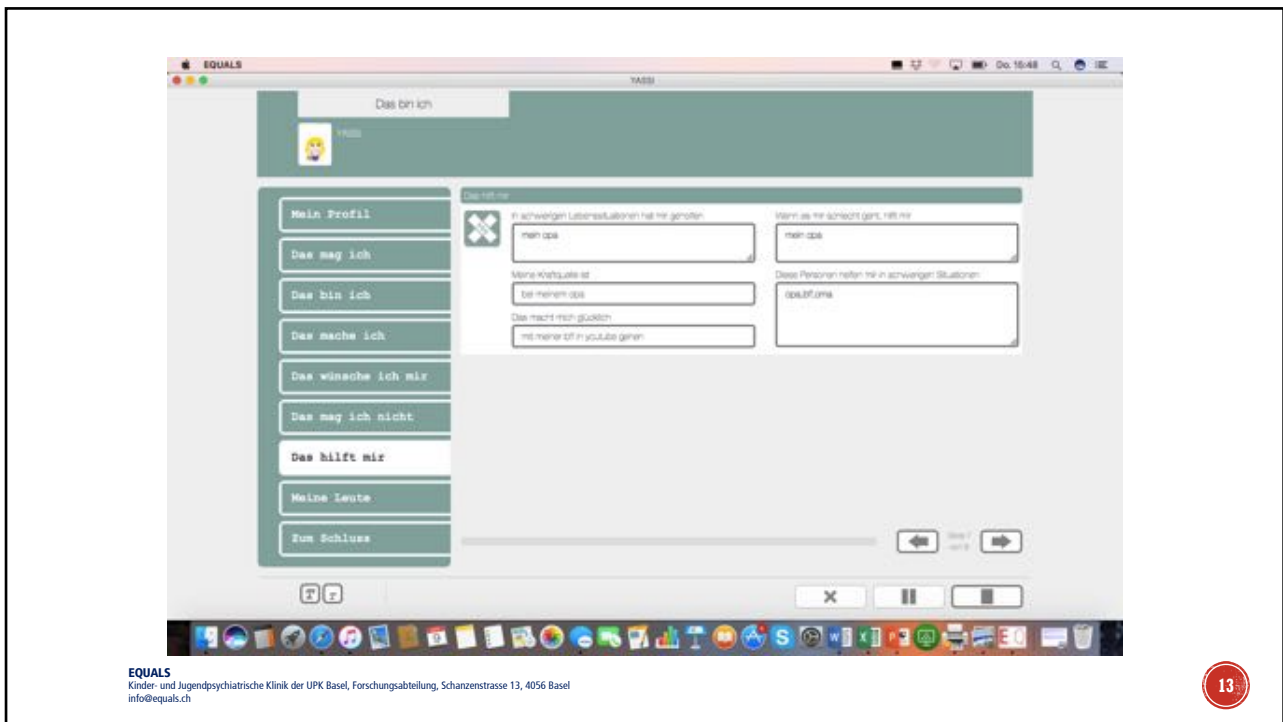 EQUALS
Do. 16:48
YASSI
Das bin ich
YASSI
Mein Profil
Das mag ich
Das bin ich
Das mache ich
Das wünsche ich mir
Das mag ich nicht
Das hilft mir
Meine Leute
Zum Schluss
Das hilft mir
In schwierigen Lebenssituationen hat mir geholfen
mein opa
Meine Kraftquelle ist
bei meinem opa
Das macht mich glücklich
mit meiner bff in youtube gehen
Wenn es mir schlecht geht, hilft mir
mein opa
Diese Personen helfen mir in schwierigen Situationen
opa,bff,oma
EQUALS
Kinder- und Jugendpsychiatrische Klinik der UPK Basel, Forschungsabteilung, Schanzenstrasse 13, 4056 Basel
info@equals.ch
13